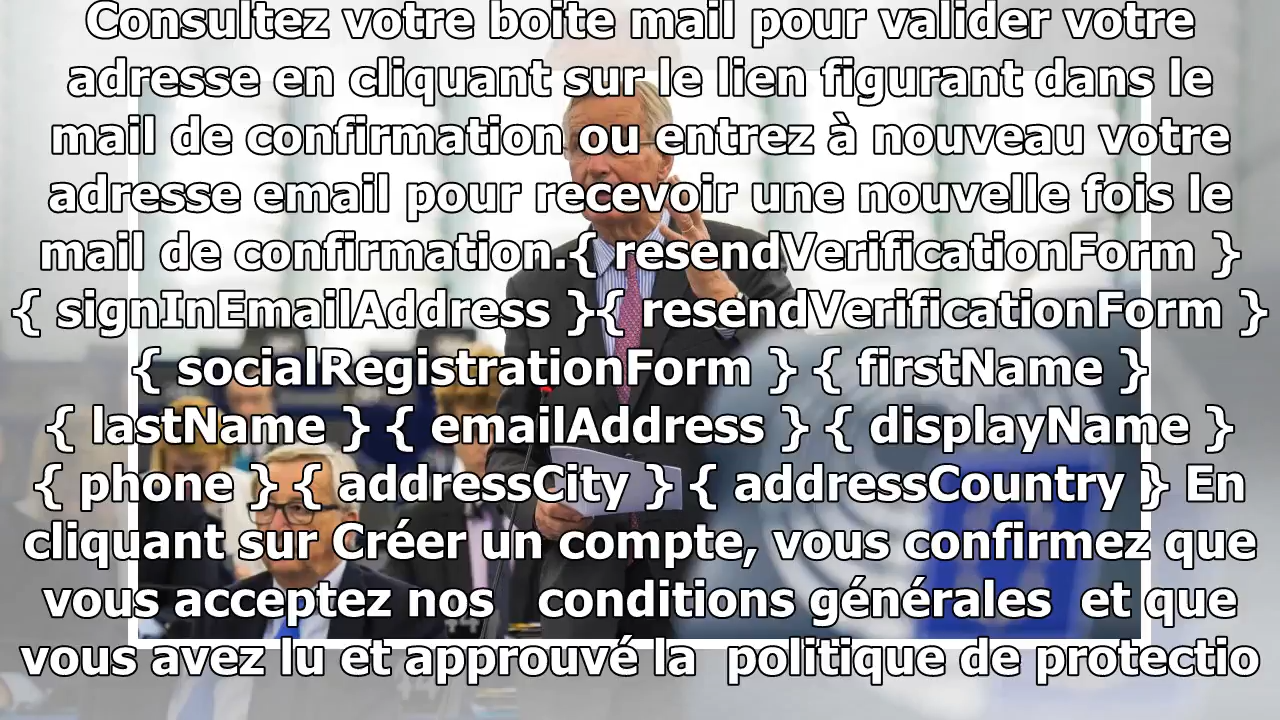 Consultez votre boite mail pour valider votre
adresse en cliquant sur le lien figurant dans le
mail de confirmation ou entrez à nouveau votre
adresse email pour recevoir une nouvelle fois le
mail de confirmation.{ resendVerificationForm }
{ signInEmailAddress }{ resendVerificationForm }
{ socialRegistrationForm } { firstName }
{ lastName } { emailAddress } { displayName }
{ phone } { addressCity } { addressCountry } En
cliquant sur Créer un compte, vous confirmez que
vous acceptez nos   conditions générales  et que
vous avez lu et approuvé la  politique de protectio